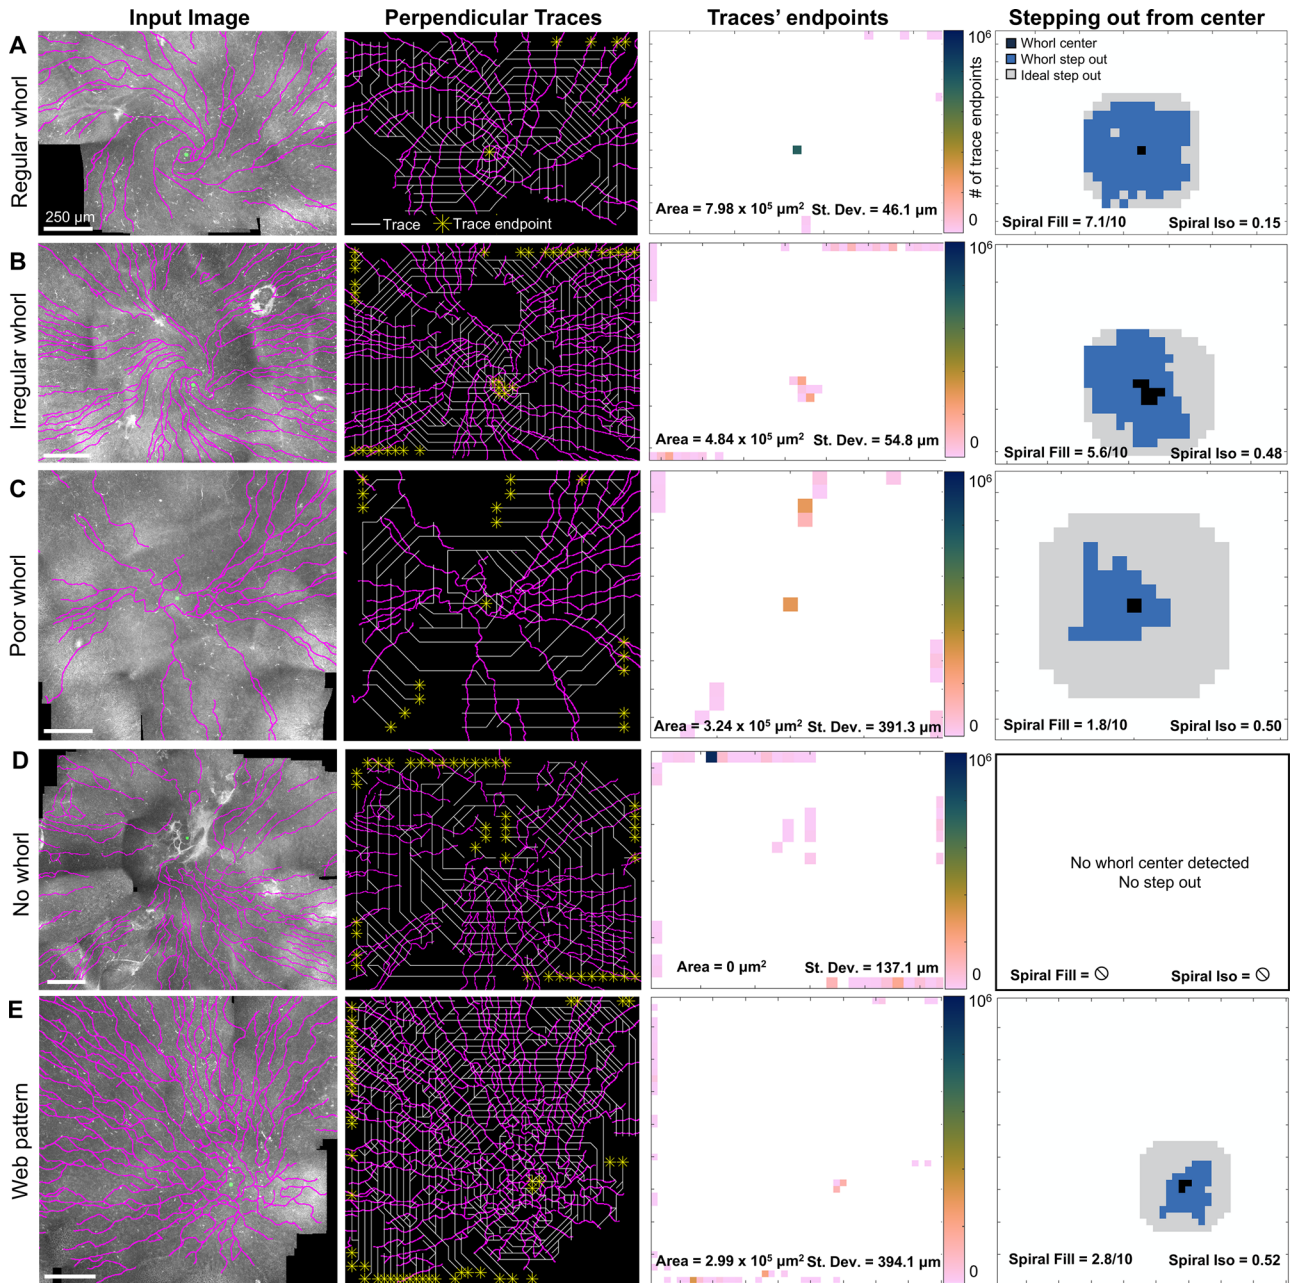 Input Image
Perpendicular Traces
Traces' endpoints
Stepping out from center
A
Regular whorl
250 µm
Trace
Trace endpoint
Area = 7.98 x 10⁵ µm² St. Dev. = 46.1 µm
10⁶
# of trace endpoints
0
Whorl center
Whorl step out
Ideal step out
Spiral Fill = 7.1/10 Spiral Iso = 0.15
B
Irregular whorl
Area = 4.84 x 10⁵ µm² St. Dev. = 54.8 µm
10⁶
0
Spiral Fill = 5.6/10 Spiral Iso = 0.48
C
Poor whorl
Area = 3.24 x 10⁵ µm² St. Dev. = 391.3 µm
10⁶
0
Spiral Fill = 1.8/10 Spiral Iso = 0.50
D
No whorl
Area = 0 µm² St. Dev. = 137.1 µm
10⁶
0
No whorl center detected
No step out
Spiral Fill = ⃠ Spiral Iso = ⃠
E
Web pattern
Area = 2.99 x 10⁵ µm² St. Dev. = 394.1 µm
10⁶
0
Spiral Fill = 2.8/10 Spiral Iso = 0.52